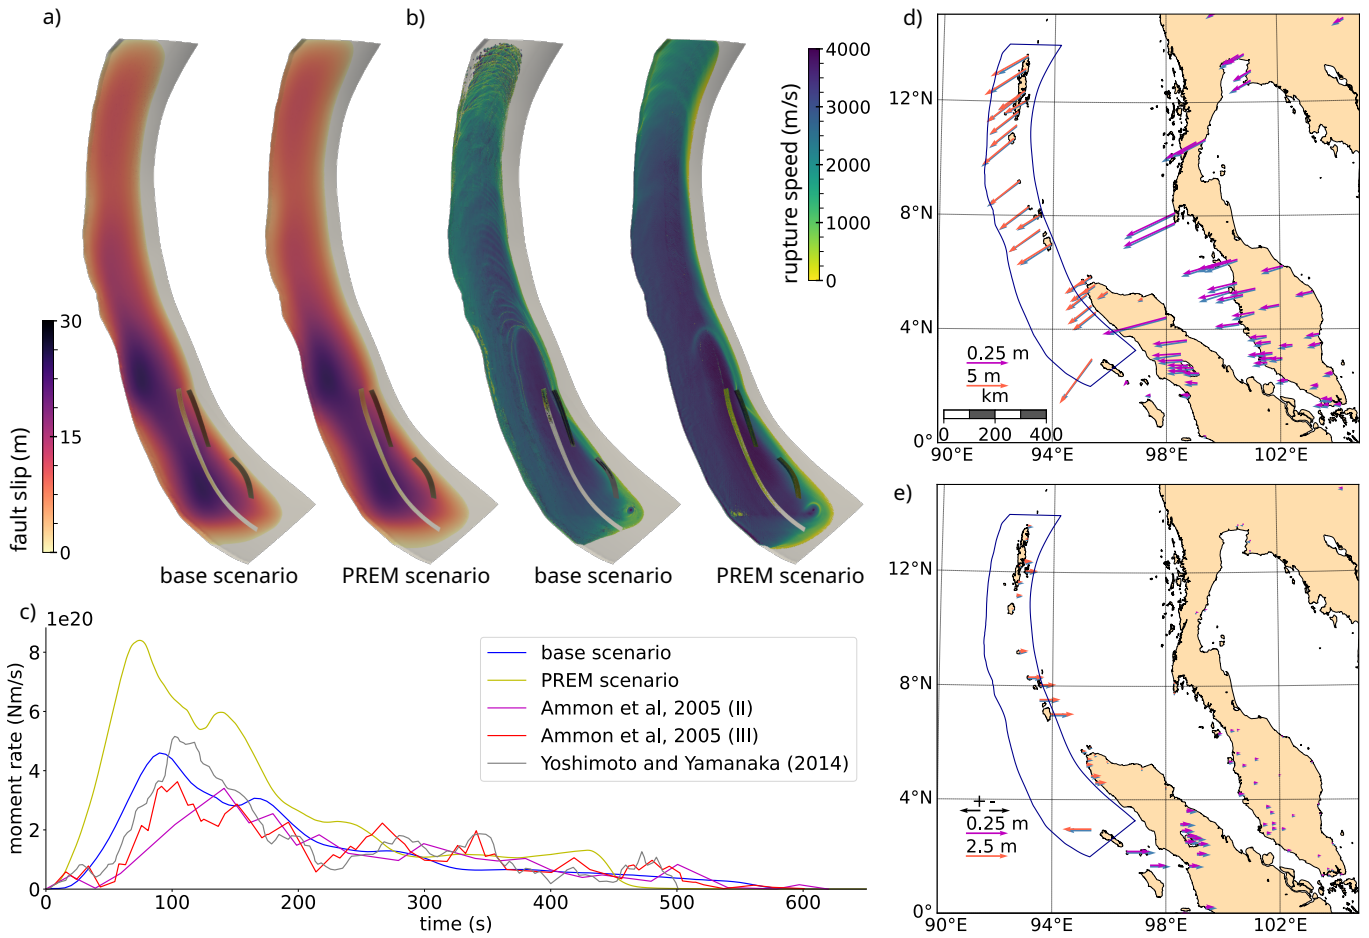 a)
b)
d)
4000
3000
2000
1000
0
rupture speed (m/s)
30
15
0
fault slip (m)
base scenario
PREM scenario
base scenario
PREM scenario
12°N
8°N
4°N
0°
0.25 m
5 m
km
0
200
400
90°E
94°E
98°E
102°E
c)
1e20
8
6
4
2
0
moment rate (Nm/s)
base scenario
PREM scenario
Ammon et al, 2005 (II)
Ammon et al, 2005 (III)
Yoshimoto and Yamanaka (2014)
0
100
200
300
400
500
600
time (s)
e)
12°N
8°N
4°N
0°
+ -
0.25 m
2.5 m
90°E
94°E
98°E
102°E